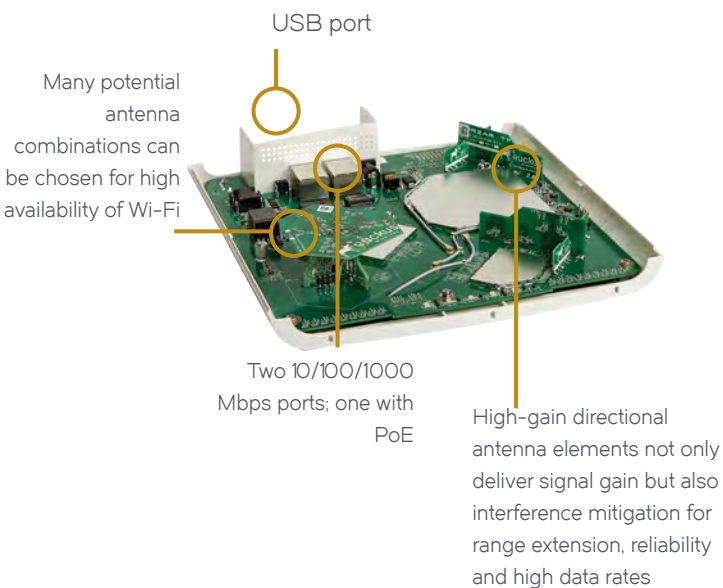 USB port
Many potential
antenna
combinations can
be chosen for high
availability of Wi-Fi
ruckus
Ruckus
Two 10/100/1000
Mbps ports; one with
PoE
High-gain directional
antenna elements not only
deliver signal gain but also
interference mitigation for
range extension, reliability
and high data rates